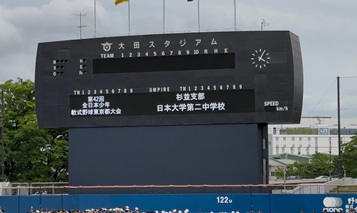 大田スタジアム
TEAM 1 2 3 4 5 6 7 8 9 10 R H E
B
S
O
H
E
TN 1 2 3 4 5 6 7 8 9 UMPIRE TN 1 2 3 4 5 6 7 8 9
第42回
全日本少年
軟式野球東京都大会
杉並支部
日本大学第二中学校
SPEED
km/h
122m